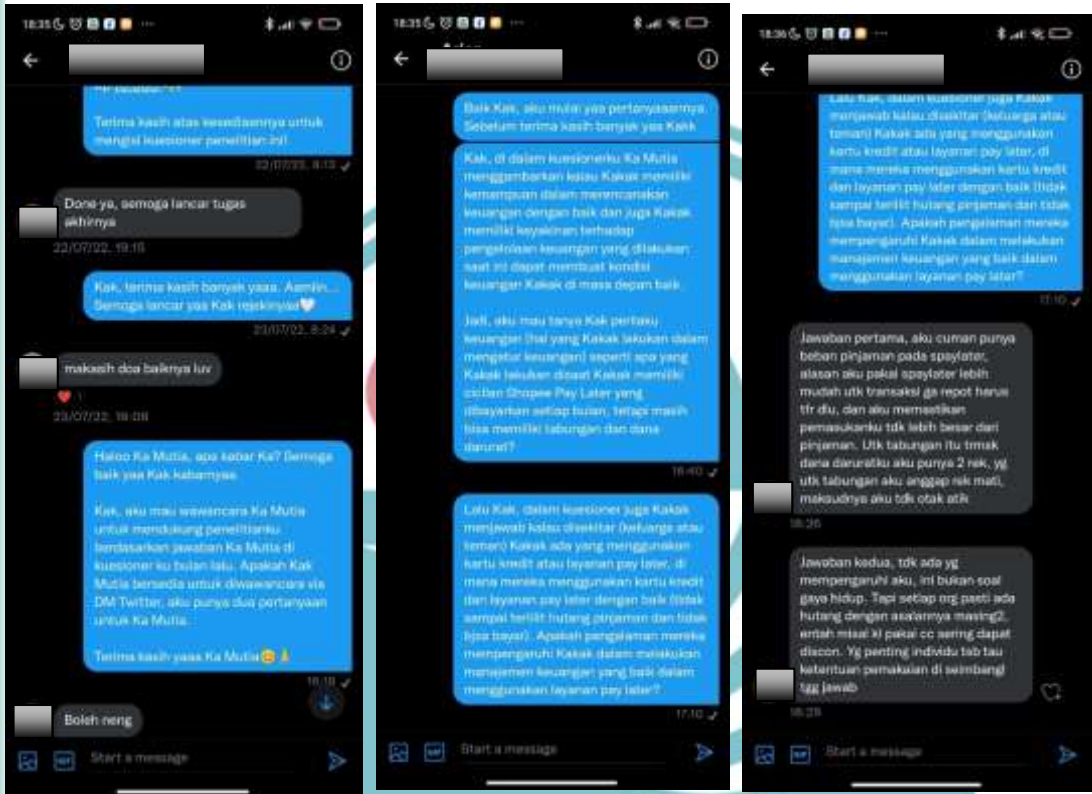 18:35
Terima kasih atas kesediaannya untuk
mengisi kuesioner penelitian ini!
22/07/22, 8:13
Done ya, semoga lancar tugas
akhirnya
22/07/22, 19:15
Kak, terima kasih banyak yaaa. Aamiin...
Semoga lancar yaa Kak rejekinyaa🤍
23/07/22, 8:24
makasih doa baiknya luv
❤️ 1
23/07/22, 18:08
Haloo Ka Mutia, apa kabar Ka? Semoga
baik yaa Kak kabarnyaa.
Kak, aku mau wawancara Ka Mutia
untuk mendukung penelitianku
berdasarkan jawaban Ka Mutia di
kuesioner ku bulan lalu. Apakah Kak
Mutia bersedia untuk diwawancara via
DM Twitter, aku punya dua pertanyaan
untuk Ka Mutia.
Terima kasih yaas Ka Mutia😊🙏
16:18
Boleh neng
Start a message
18:35
Baik Kak, aku mulai yaa pertanyaannya.
Sebelum terima kasih banyak yaa Kakk
Kak, di dalam kuesionerku Ka Mutia
menggambarkan kalau Kakak memiliki
kemampuan dalam merencanakan
keuangan dengan baik dan juga Kakak
memiliki keyakinan terhadap
pengelolaan keuangan yang dilakukan
saat ini dapat membuat kondisi
keuangan Kakak di masa depan baik.
Jadi, aku mau tanya Kak perilaku
keuangan (hal yang Kakak lakukan dalam
mengatur keuangan) seperti apa yang
Kakak lakukan disaat Kakak memiliki
cicilan Shopee Pay Later yang
dibayarkan setiap bulan, tetapi masih
bisa memiliki tabungan dan dana
darurat?
16:40
Lalu Kak, dalam kuesioner juga Kakak
menjawab kalau disekitar (keluarga atau
teman) Kakak ada yang menggunakan
kartu kredit atau layanan pay later, di
mana mereka menggunakan kartu kredit
dan layanan pay later dengan baik (tidak
sampai terlilit hutang pinjaman dan tidak
bisa bayar). Apakah pengalaman mereka
mempengaruhi Kakak dalam melakukan
manajemen keuangan yang baik dalam
menggunakan layanan pay later?
17:10
Start a message
18:36
Lalu Kak, dalam kuesioner juga Kakak
menjawab kalau disekitar (keluarga atau
teman) Kakak ada yang menggunakan
kartu kredit atau layanan pay later, di
mana mereka menggunakan kartu kredit
dan layanan pay later dengan baik (tidak
sampai terlilit hutang pinjaman dan tidak
bisa bayar). Apakah pengalaman mereka
mempengaruhi Kakak dalam melakukan
manajemen keuangan yang baik dalam
menggunakan layanan pay later?
17:10
Jawaban pertama, aku cuman punya
beban pinjaman pada spaylater,
alasan aku pakai spaylater lebih
mudah utk transaksi ga repot harus
tfr dlu, dan aku memastikan
pemasukanku tdk lebih besar dari
pinjaman. Utk tabungan itu trmsk
dana daruratku aku punya 2 rek, yg
utk tabungan aku anggap rek mati,
maksudnya aku tdk otak atik
18:26
Jawaban kedua, tdk ada yg
mempengaruhi aku, ini bukan soal
gaya hidup. Tapi setiap org pasti ada
hutang dengan asalannya masing2,
entah misal kl pakai cc sering dapat
discon. Yg penting individu tsb tau
ketentuan pemakaian di seimbangi
tgg jawab
18:28
Start a message